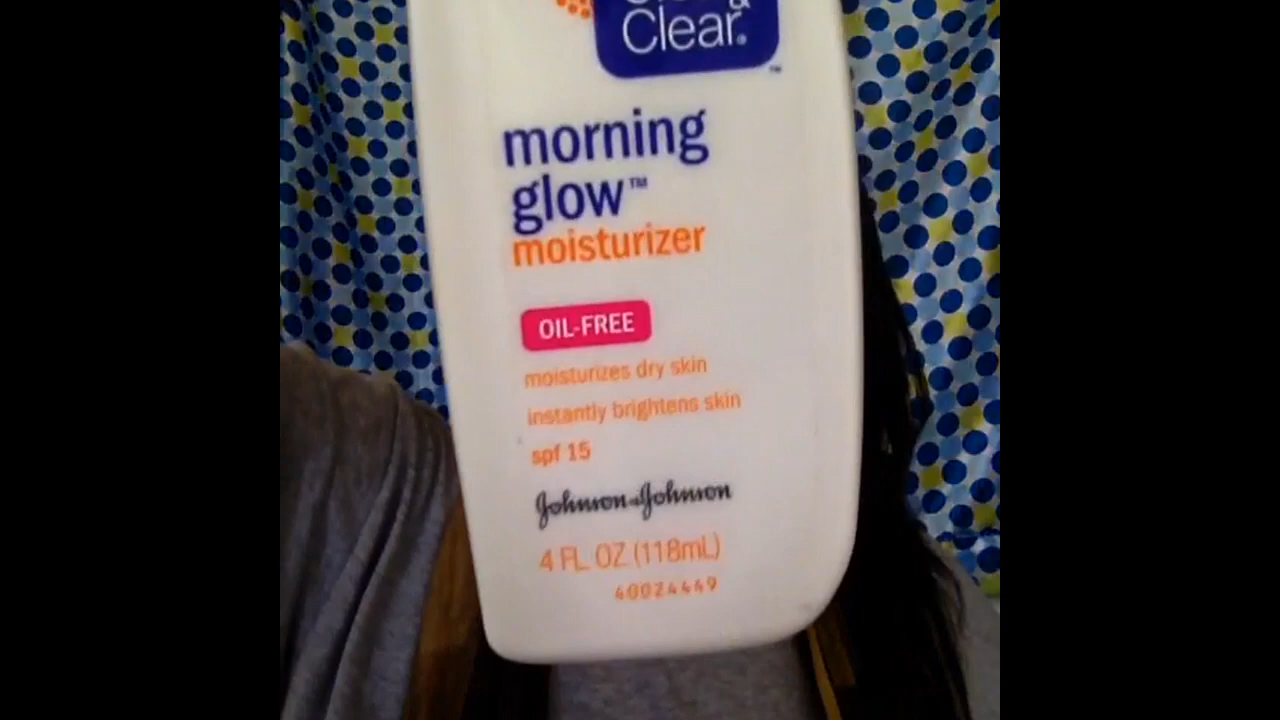 Clear®
™
morning
glow™
moisturizer
OIL-FREE
moisturizes dry skin
instantly brightens skin
spf 15
Johnson & Johnson
4 FL. OZ (118mL)
40024449